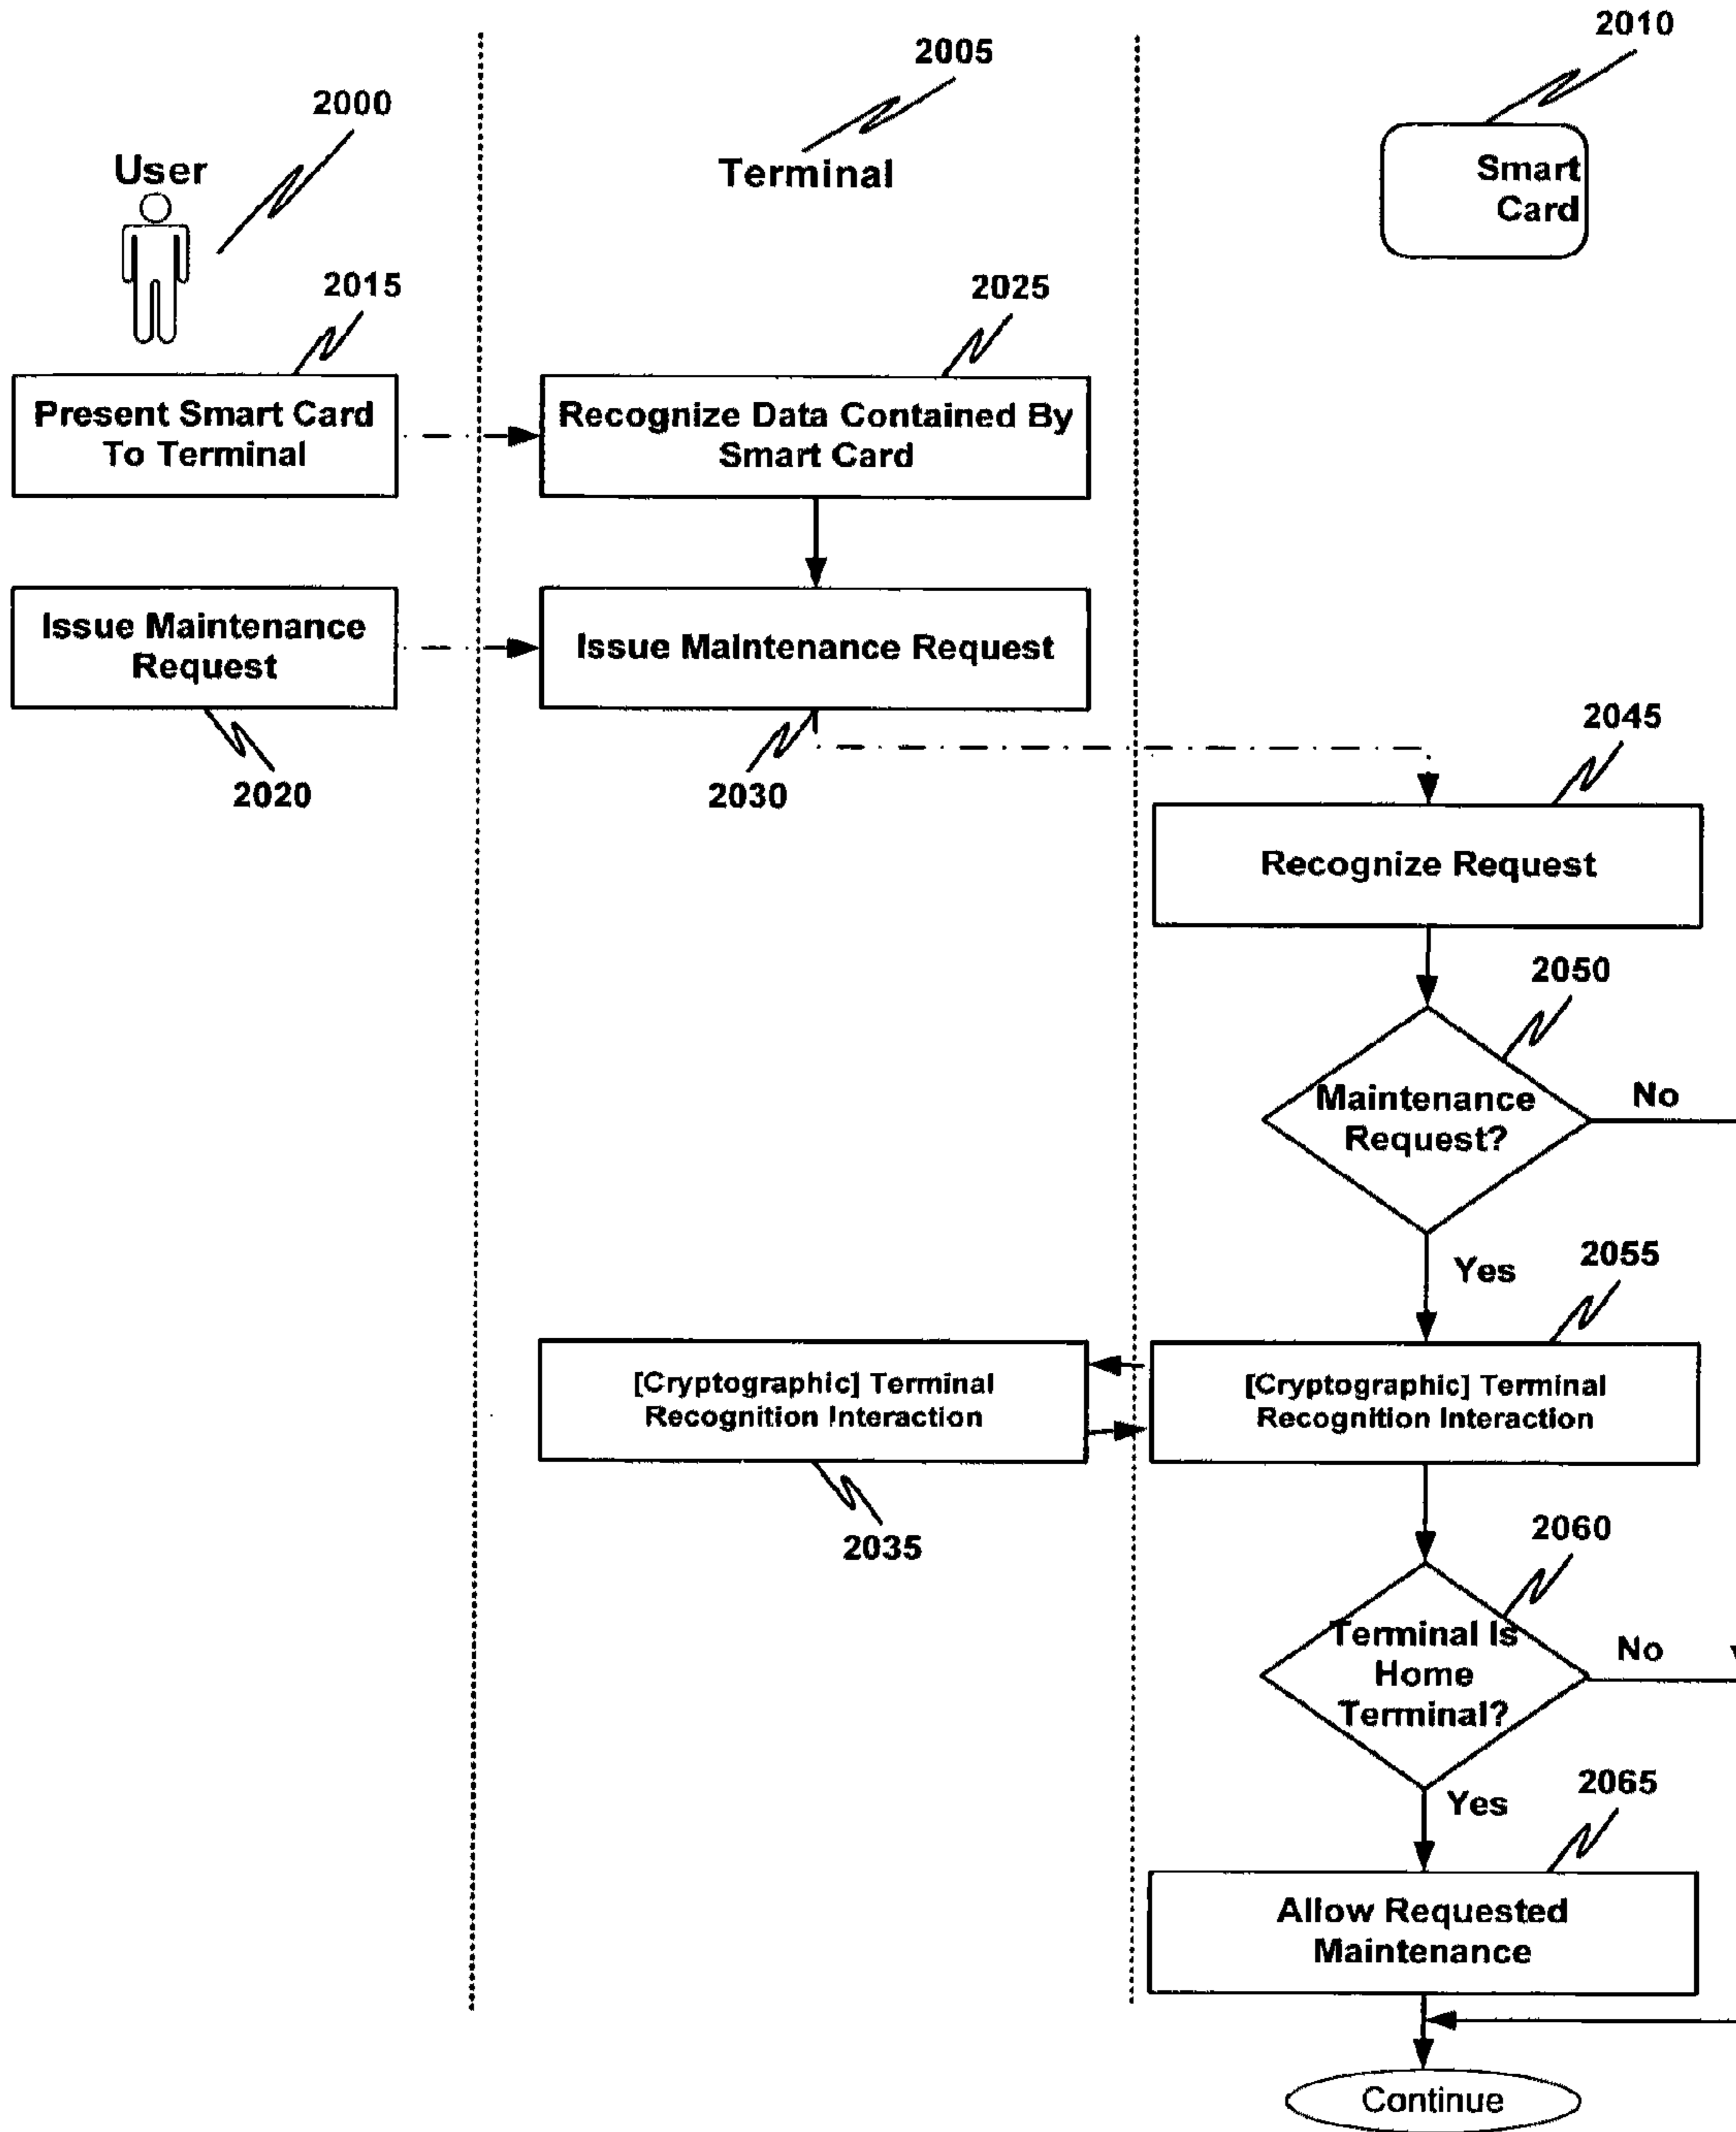 2010
2005
2000
User
Terminal
Smart
Card
2015
2025
Present Smart Card
To Terminal
Recognize Data Contained By
Smart Card
Issue Maintenance
Request
Issue Maintenance Request
2045
2020
2030
Recognize Request
2050
Maintenance
Request?
No
2055
Yes
[Cryptographic] Terminal
Recognition Interaction
[Cryptographic] Terminal
Recognition Interaction
2060
2035
Terminal Is
Home
Terminal?
No
2065
Yes
Allow Requested
Maintenance
Continue